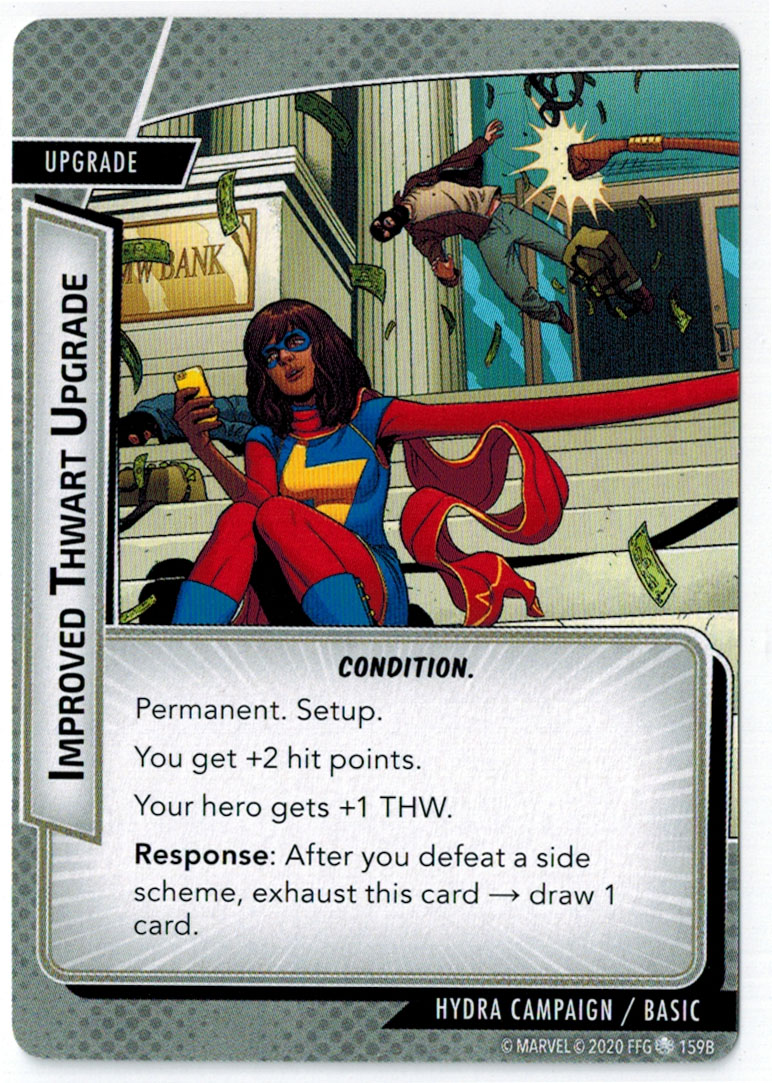 UPGRADE
MW BANK
IMPROVED THWART UPGRADE
CONDITION.
Permanent. Setup.
You get +2 hit points.
Your hero gets +1 THW.
Response: After you defeat a side
scheme, exhaust this card → draw 1
card.
HYDRA CAMPAIGN / BASIC
© MARVEL © 2020 FFG 159B